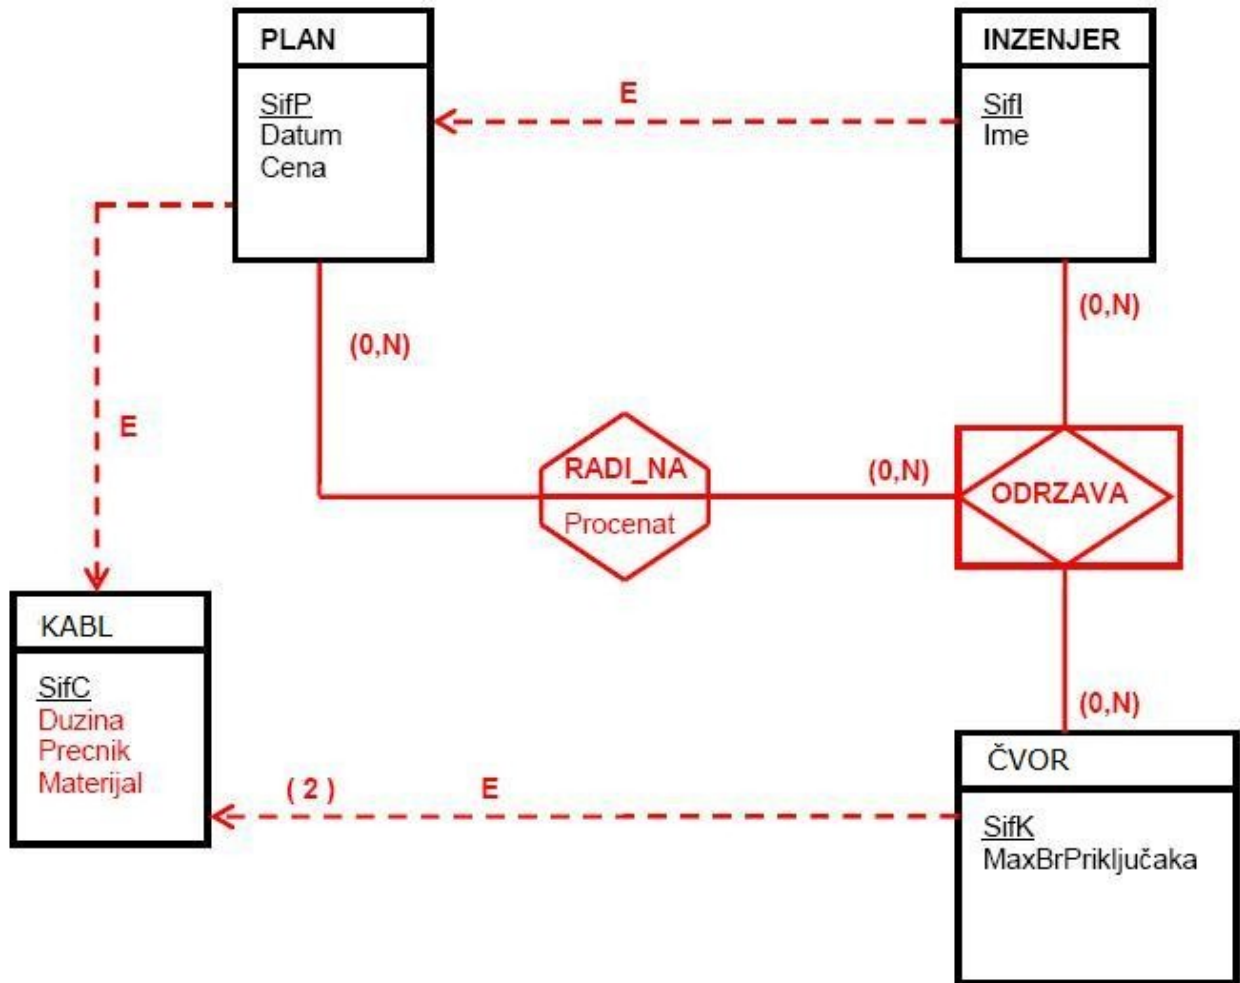 PLAN
SifP
Datum
Cena
E
INZENJER
SifI
Ime
(0,N)
(0,N)
E
RADI_NA
Procenat
(0,N)
ODRZAVA
KABL
SifC
Duzina
Precnik
Materijal
(0,N)
( 2 )
E
ČVOR
SifK
MaxBrPriključaka